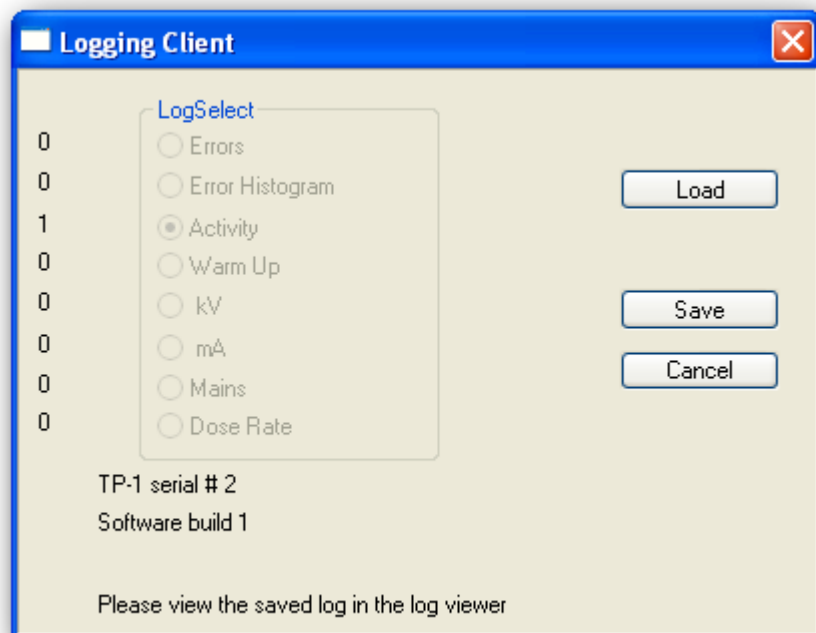 Logging Client
LogSelect
0 Errors
0 Error Histogram
1 Activity
0 Warm Up
0 kV
0 mA
0 Mains
0 Dose Rate
Load
Save
Cancel
TP-1 serial # 2
Software build 1
Please view the saved log in the log viewer